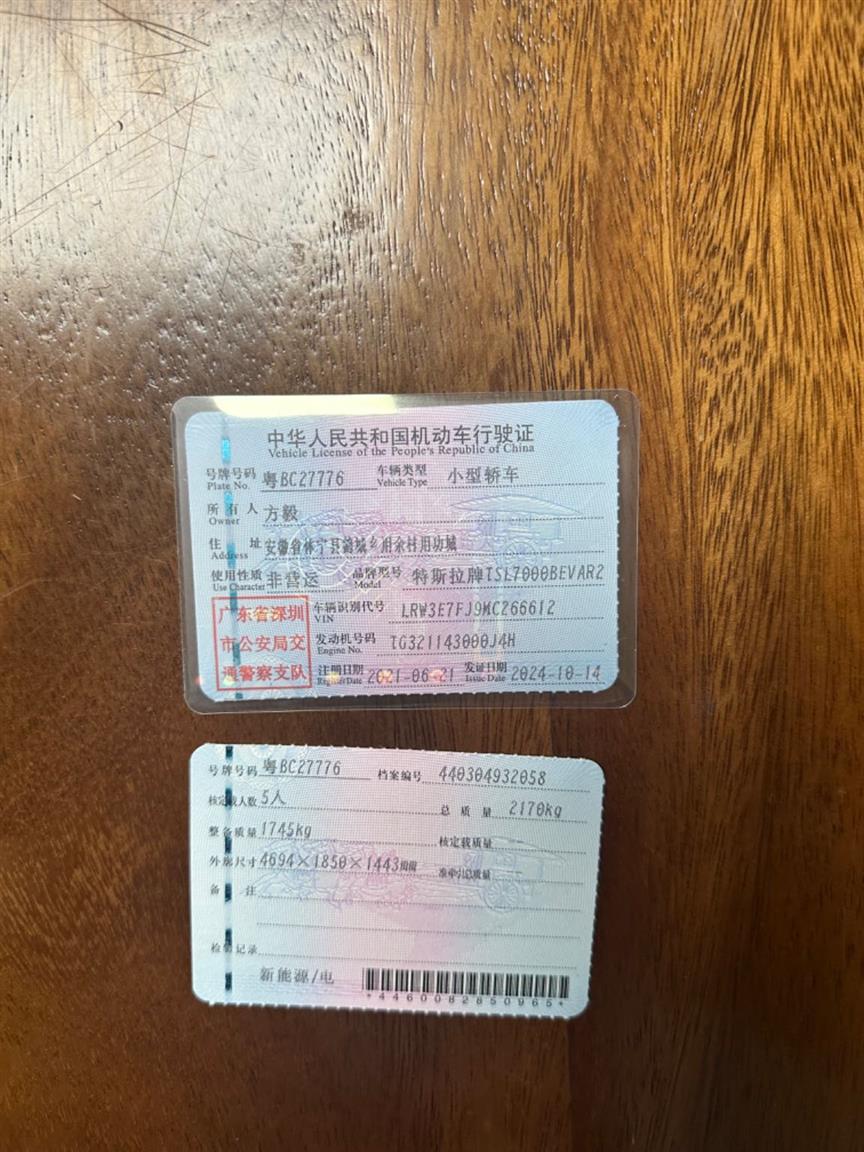 中华人民共和国机动车行驶证
Vehicle License of the People's Republic of China
号牌号码 粤BC27776 车辆类型 小型轿车
Plate No. Vehicle Type
所有人 方毅
Owner
住 址 安徽省休宁县
Address
使用性质 非营运 品牌型号 特斯拉牌TSL7000BEVAR2
Use Character Model
广东省深圳
市公安局交
通警察支队
车辆识别代号 LRW3E7FJ9MC266612
VIN
发动机号码 TG321143000J4H
Engine No.
注册日期 2021-06-21 发证日期 2024-10-14
Register Date Issue Date
号牌号码 粤BC27776 档案编号 440304932058
核定载人数 5人 总质量 2170kg
整备质量 1745kg 核定载质量
外廓尺寸 4694×1850×1443mm 准牵引总质量 --
备 注
检验记录
新能源/电
*4460082850965*